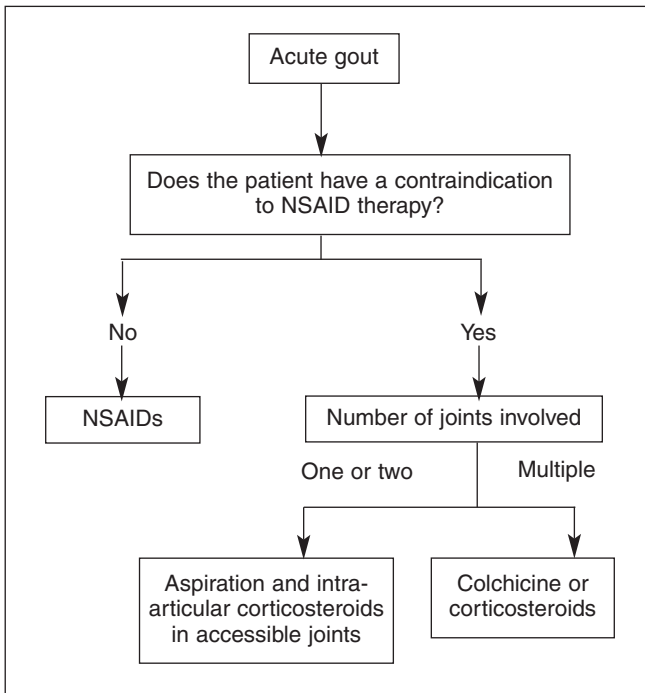 Acute gout
Does the patient have a contraindication
to NSAID therapy?
No
Yes
NSAIDs
Number of joints involved
One or two
Multiple
Aspiration and intra-
articular corticosteroids
in accessible joints
Colchicine or
corticosteroids